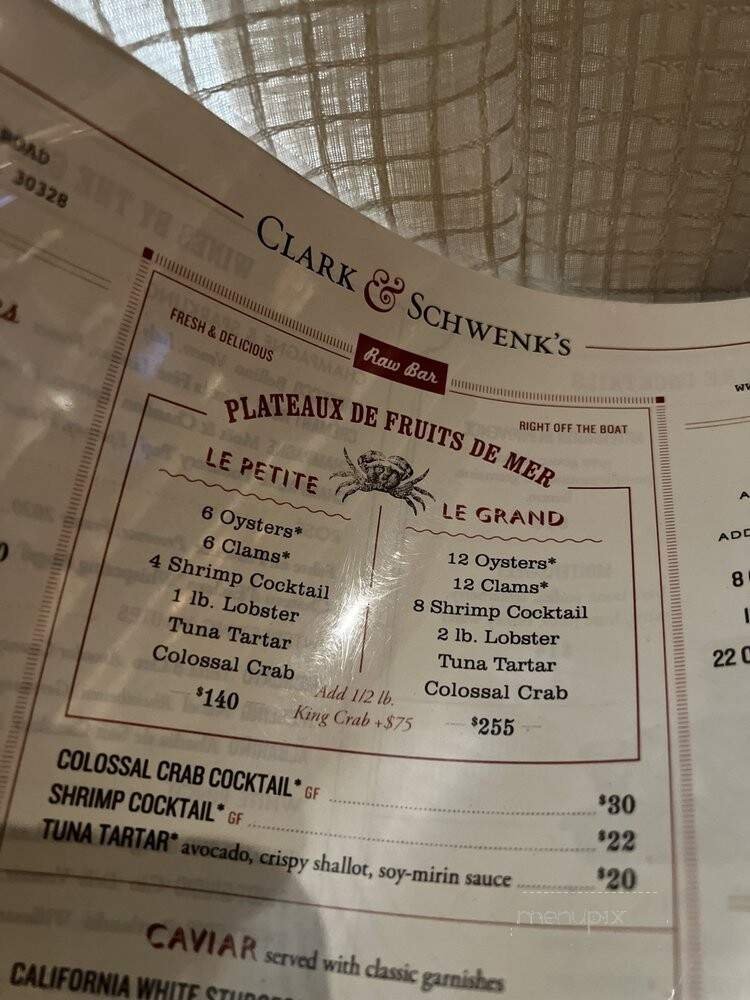 ROAD
30328
CLARK & SCHWENK'S
FRESH & DELICIOUS
Raw Bar
RIGHT OFF THE BOAT
PLATEAUX DE FRUITS DE MER
LE PETITE
6 Oysters*
6 Clams*
4 Shrimp Cocktail
1 lb. Lobster
Tuna Tartar
Colossal Crab
$140
LE GRAND
12 Oysters*
12 Clams*
8 Shrimp Cocktail
2 lb. Lobster
Tuna Tartar
Colossal Crab
$255
Add 1/2 lb.
King Crab +$75
COLOSSAL CRAB COCKTAIL* GF $30
SHRIMP COCKTAIL* GF $22
TUNA TARTAR* avocado, crispy shallot, soy-mirin sauce $20
CAVIAR served with classic garnishes
CALIFORNIA WHITE
menupix